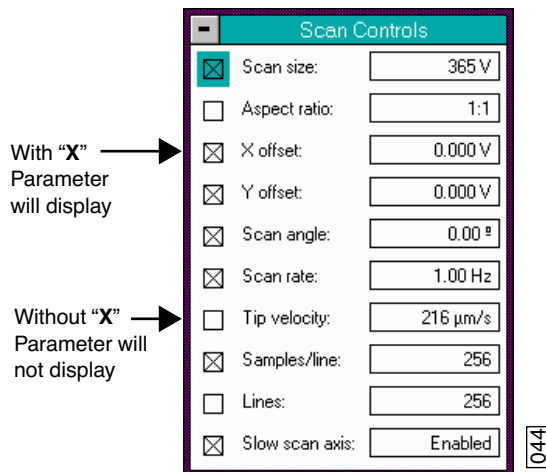 Scan Controls
Scan size: 365 V
Aspect ratio: 1:1
With “X”
Parameter
will display
X offset: 0.000 V
Y offset: 0.000 V
Scan angle: 0.00 º
Scan rate: 1.00 Hz
Without “X”
Parameter will
not display
Tip velocity: 216 µm/s
Samples/line: 256
Lines: 256
Slow scan axis: Enabled
044